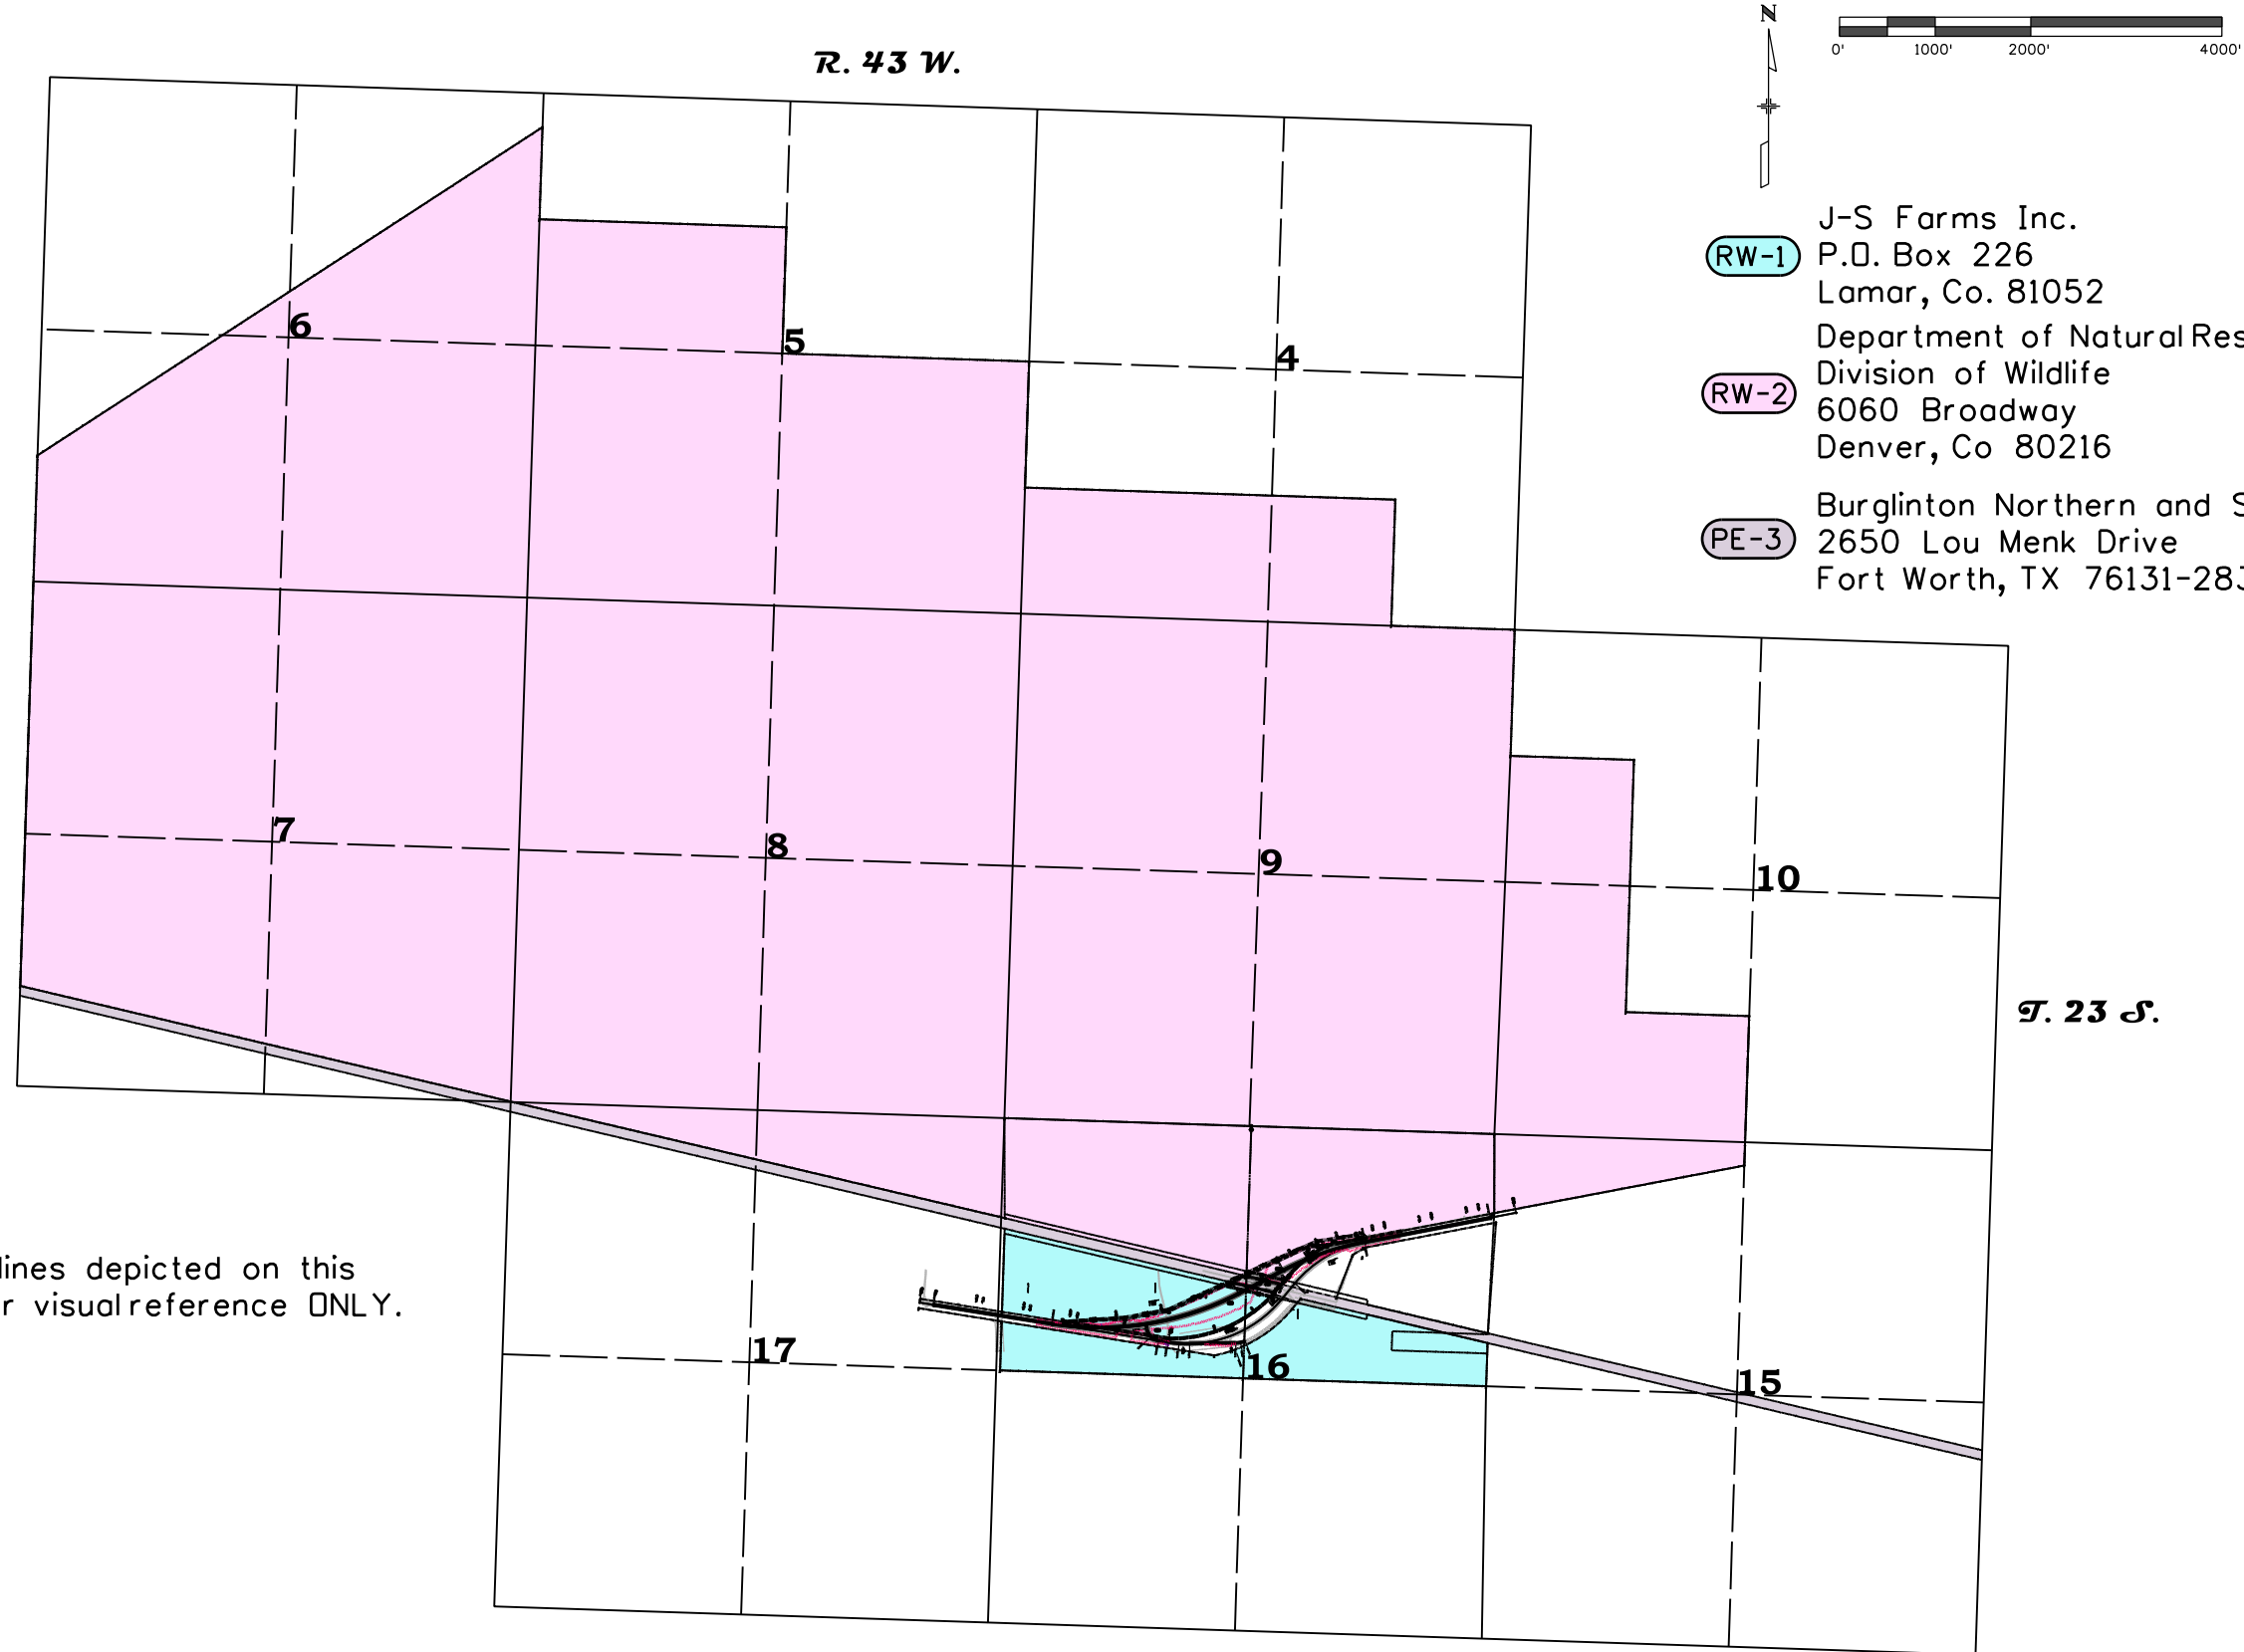 R. 43 W.
N
0' 1000' 2000' 4000'
RW-1
J-S Farms Inc.
P.O. Box 226
Lamar, Co. 81052
RW-2
Department of Natural Res
Division of Wildlife
6060 Broadway
Denver, Co 80216
PE-3
Burglinton Northern and S
2650 Lou Menk Drive
Fort Worth, TX 76131-28
6
5
4
7
8
9
10
T. 23 S.
lines depicted on this
r visual reference ONLY.
17
16
15